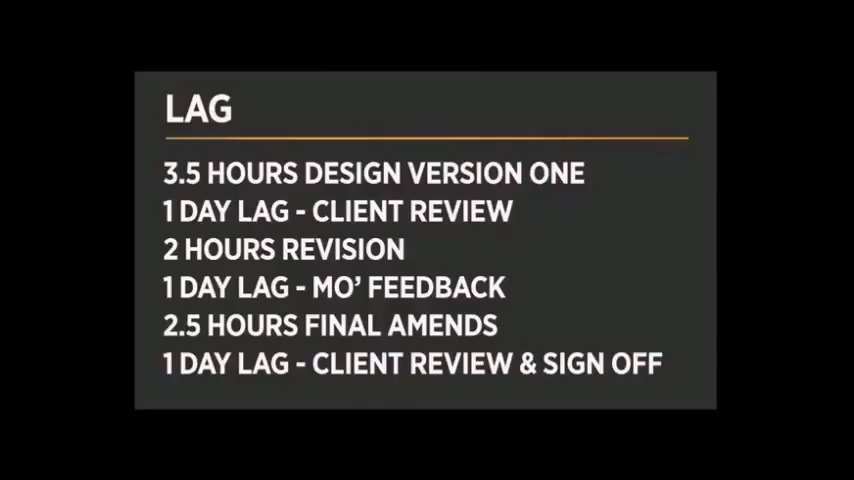 LAG
3.5 HOURS DESIGN VERSION ONE
1 DAY LAG - CLIENT REVIEW
2 HOURS REVISION
1 DAY LAG - MO' FEEDBACK
2.5 HOURS FINAL AMENDS
1 DAY LAG - CLIENT REVIEW & SIGN OFF